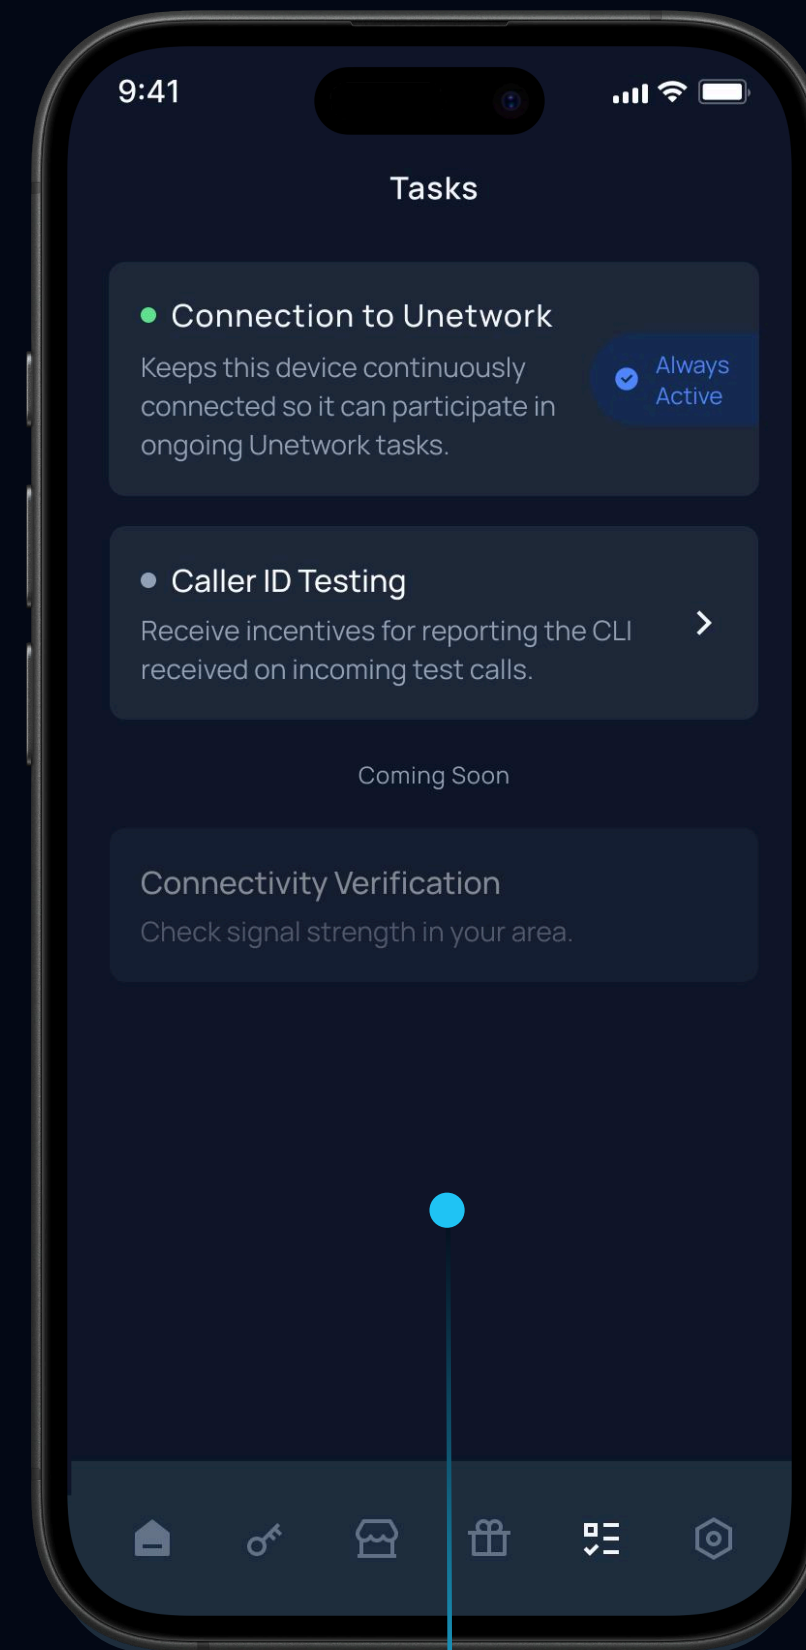 9:41
Tasks
Connection to Unetwork
Keeps this device continuously
connected so it can participate in
ongoing Unetwork tasks.
Always
Active
Caller ID Testing
Receive incentives for reporting the CLI
received on incoming test calls.
Coming Soon
Connectivity Verification
Check signal strength in your area.